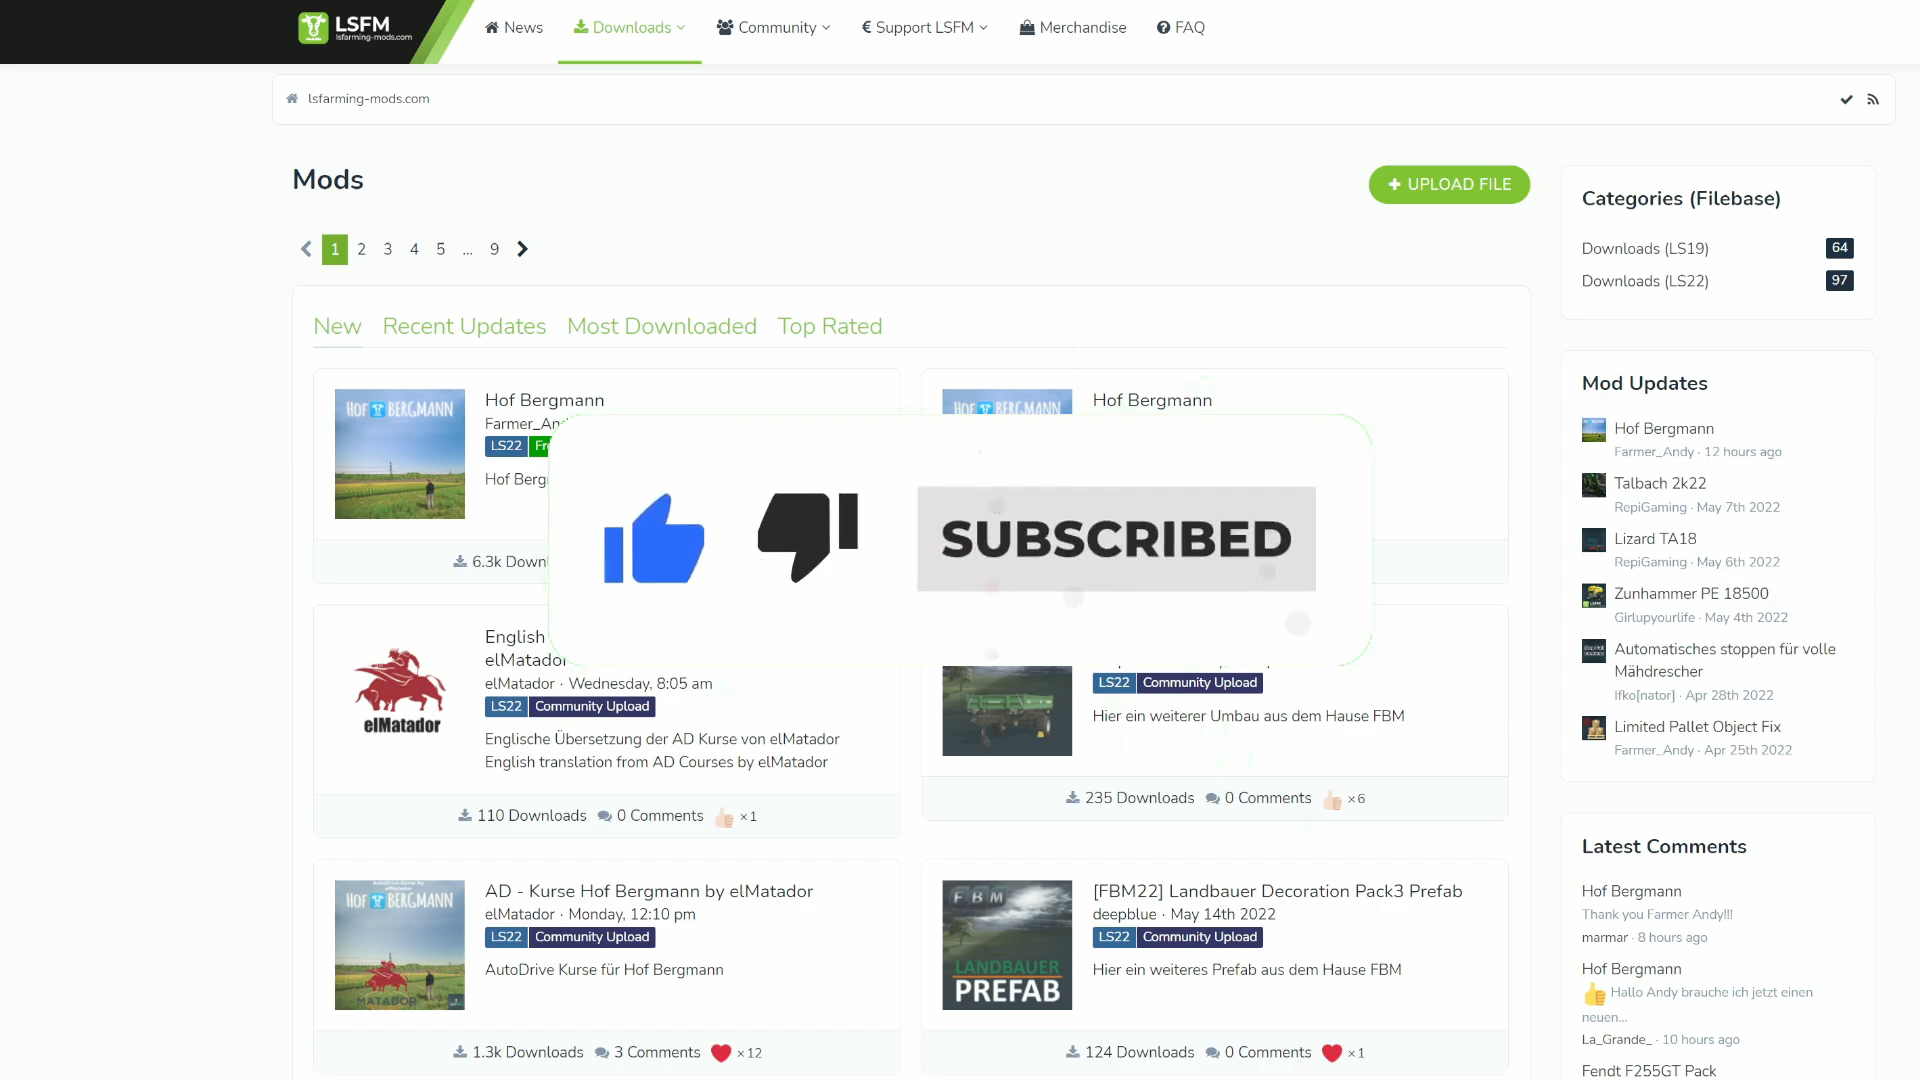 LSFM
lsfarming-mods.com
News
Downloads
Community
€ Support LSFM
Merchandise
FAQ
lsfarming-mods.com
Mods
UPLOAD FILE
1 2 3 4 5 ... 9
New Recent Updates Most Downloaded Top Rated
HOF BERGMANN
Hof Bergmann
LS22
6.3k
HOF BERGMANN
Hof Bergmann
SUBSCRIBED
elMatador
English
elMatador
elMatador · Wednesday, 8:05 am
LS22 Community Upload
Englische Übersetzung der AD Kurse von elMatador
English translation from AD Courses by elMatador
110 Downloads 0 Comments ×1
LS22 Community Upload
Hier ein weiterer Umbau aus dem Hause FBM
235 Downloads 0 Comments ×6
HOF BERGMANN
MATADOR
AD - Kurse Hof Bergmann by elMatador
elMatador · Monday, 12:10 pm
LS22 Community Upload
AutoDrive Kurse für Hof Bergmann
1.3k Downloads 3 Comments ×12
FBM
LANDBAUER
PREFAB
[FBM22] Landbauer Decoration Pack3 Prefab
deepblue · May 14th 2022
LS22 Community Upload
Hier ein weiteres Prefab aus dem Hause FBM
124 Downloads 0 Comments ×1
Categories (Filebase)
Downloads (LS19) 64
Downloads (LS22) 97
Mod Updates
Hof Bergmann
Farmer_Andy · 12 hours ago
Talbach 2k22
RepiGaming · May 7th 2022
Lizard TA18
RepiGaming · May 6th 2022
Zunhammer PE 18500
Girlupyourlife · May 4th 2022
Automatisches stoppen für volle
Mähdrescher
Ifko[nator] · Apr 28th 2022
Limited Pallet Object Fix
Farmer_Andy · Apr 25th 2022
Latest Comments
Hof Bergmann
Thank you Farmer Andy!!!
marmar · 8 hours ago
Hof Bergmann
Hallo Andy brauche ich jetzt einen
neuen...
La_Grande_ · 10 hours ago
Fendt F255GT Pack